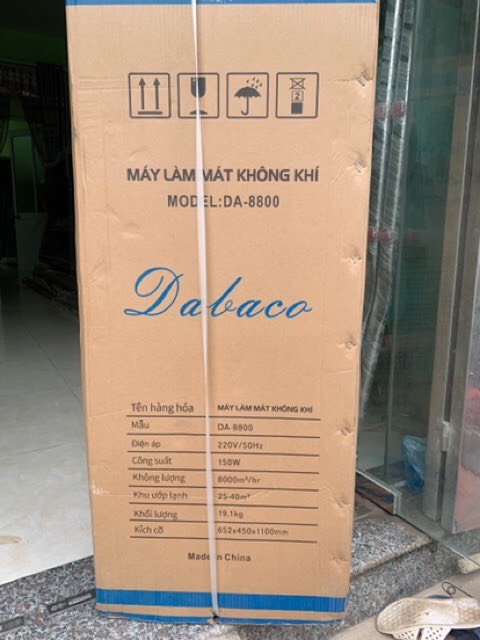 2
MÁY LÀM MÁT KHÔNG KHÍ
MODEL:DA-8800
Dabaco
Tên hàng hóa MÁY LÀM MÁT KHÔNG KHÍ
Mẫu DA-8800
Điện áp 220V/50Hz
Công suất 150W
Không lượng 8000m³/hr
Khu ướp lạnh 25-40m²
Khối lượng 19.1kg
Kích cỡ 652x450x1100mm
Made in China